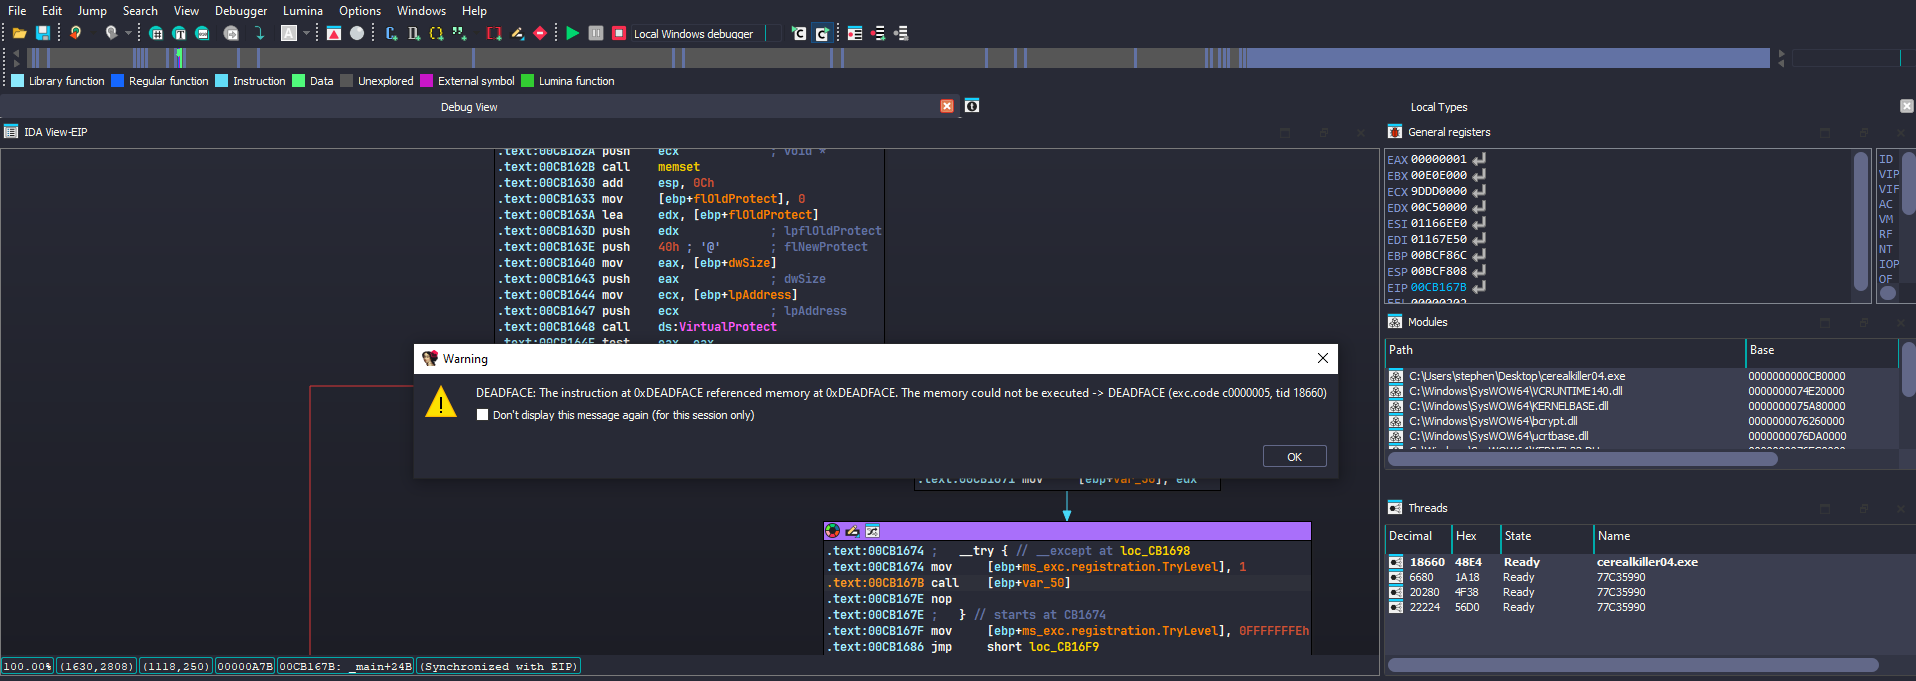 File Edit Jump Search View Debugger Lumina Options Windows Help
Local Windows debugger
Library function Regular function Instruction Data Unexplored External symbol Lumina function
Debug View
Local Types
IDA View-EIP
.text:00CB162A push ecx ; void *
.text:00CB162B call memset
.text:00CB1630 add esp, 0Ch
.text:00CB1633 mov [ebp+flOldProtect], 0
.text:00CB163A lea edx, [ebp+flOldProtect]
.text:00CB163D push edx ; lpflOldProtect
.text:00CB163E push 40h ; '@' ; flNewProtect
.text:00CB1640 mov eax, [ebp+dwSize]
.text:00CB1643 push eax ; dwSize
.text:00CB1644 mov ecx, [ebp+lpAddress]
.text:00CB1647 push ecx ; lpAddress
.text:00CB1648 call ds:VirtualProtect
.text:00CB164E test eax, eax
Warning
DEADFACE: The instruction at 0xDEADFACE referenced memory at 0xDEADFACE. The memory could not be executed -> DEADFACE (exc.code c0000005, tid 18660)
Don't display this message again (for this session only)
OK
.text:00CB1671 mov [ebp+var_50], edx
.text:00CB1674 ; __try { // __except at loc_CB1698
.text:00CB1674 mov [ebp+ms_exc.registration.TryLevel], 1
.text:00CB167B call [ebp+var_50]
.text:00CB167E nop
.text:00CB167E ; } // starts at CB1674
.text:00CB167F mov [ebp+ms_exc.registration.TryLevel], 0FFFFFFFEh
.text:00CB1686 jmp short loc_CB16F9
100.00% (1630,2808) (1118,250) 00000A7B 00CB167B: _main+24B (Synchronized with EIP)
General registers
EAX 00000001
EBX 00E0E000
ECX 9DDD0000
EDX 00C50000
ESI 01166EE0
EDI 01167E50
EBP 00BCF86C
ESP 00BCF808
EIP 00CB167B
EFL 00000202
ID
VIP
VIF
AC
VM
RF
NT
IOP
OF
Modules
Path Base
C:\Users\stephen\Desktop\cerealkiller04.exe 0000000000CB0000
C:\Windows\SysWOW64\VCRUNTIME140.dll 0000000074E20000
C:\Windows\SysWOW64\KERNELBASE.dll 0000000075A80000
C:\Windows\SysWOW64\bcrypt.dll 0000000076260000
C:\Windows\SysWOW64\ucrtbase.dll 0000000076DA0000
Threads
Decimal Hex State Name
18660 48E4 Ready cerealkiller04.exe
6680 1A18 Ready 77C35990
20280 4F38 Ready 77C35990
22224 56D0 Ready 77C35990